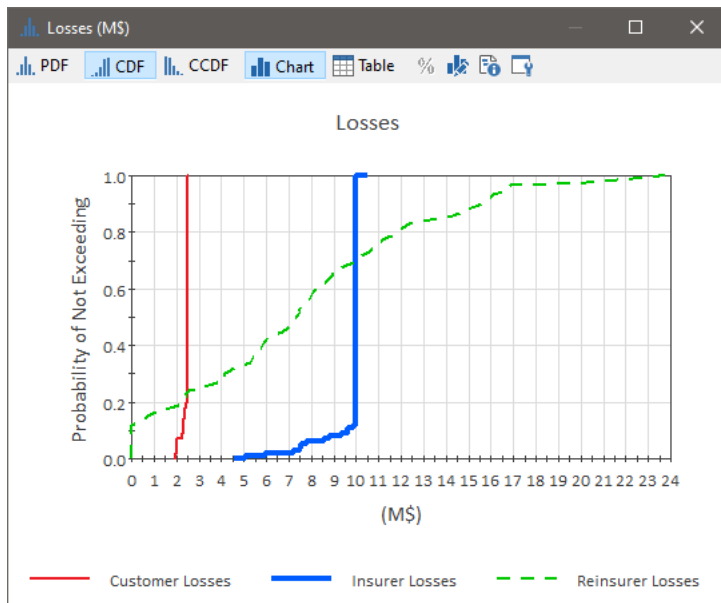 Losses (M$)
PDF CDF CCDF Chart Table %
Losses
Probability of Not Exceeding
1.0
0.8
0.6
0.4
0.2
0.0
0 1 2 3 4 5 6 7 8 9 10 11 12 13 14 15 16 17 18 19 20 21 22 23 24
(M$)
Customer Losses Insurer Losses Reinsurer Losses